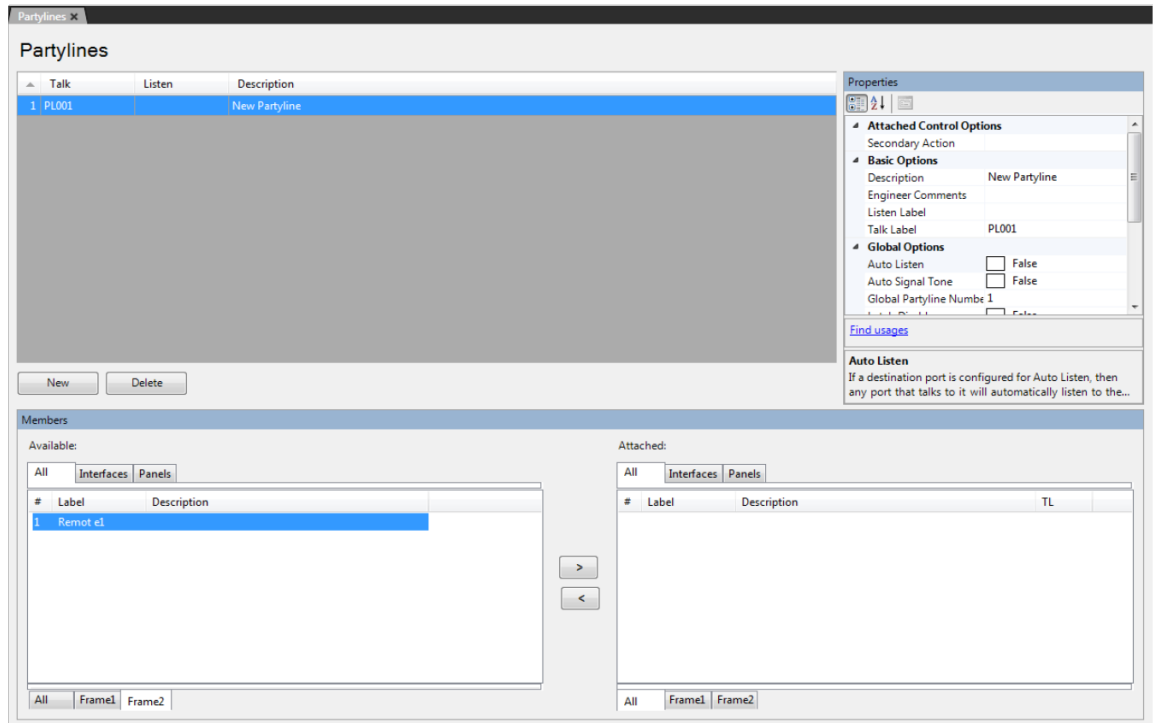 Partylines ×
Partylines
Talk Listen Description
1 PL001 New Partyline
New Delete
Properties
Attached Control Options
Secondary Action
Basic Options
Description New Partyline
Engineer Comments
Listen Label
Talk Label PL001
Global Options
Auto Listen False
Auto Signal Tone False
Global Partyline Numbe 1
False
Find usages
Auto Listen
If a destination port is configured for Auto Listen, then
any port that talks to it will automatically listen to the...
Members
Available:
All Interfaces Panels
# Label Description
1 Remot e1
All Frame1 Frame2
>
<
Attached:
All Interfaces Panels
# Label Description TL
All Frame1 Frame2